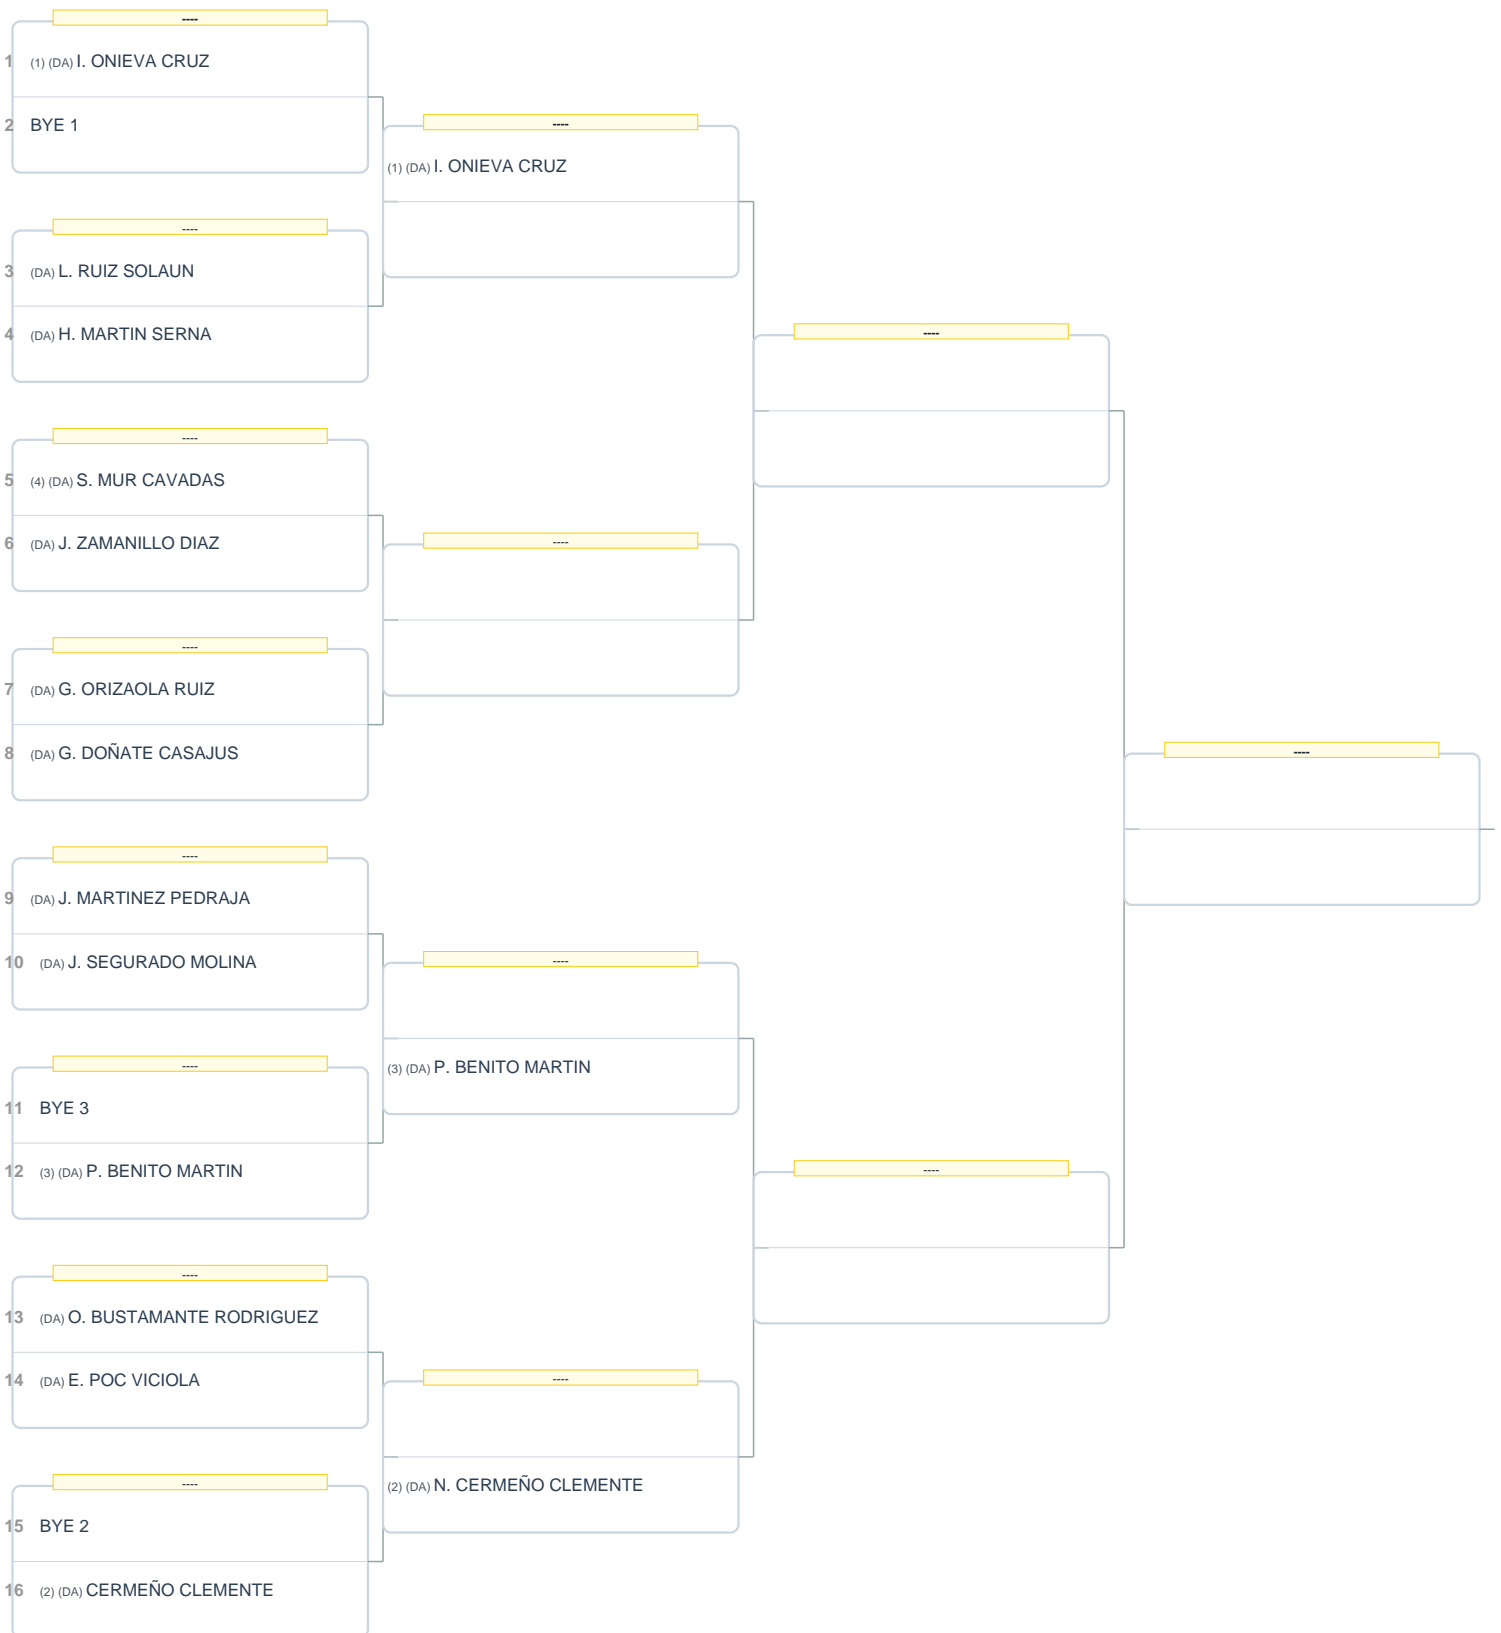 ----
1 (1) (DA) I. ONIEVA CRUZ
2 BYE 1
----
(1) (DA) I. ONIEVA CRUZ
----
3 (DA) L. RUIZ SOLAUN
4 (DA) H. MARTIN SERNA
----
----
5 (4) (DA) S. MUR CAVADAS
6 (DA) J. ZAMANILLO DIAZ
----
----
7 (DA) G. ORIZAOLA RUIZ
8 (DA) G. DOÑATE CASAJUS
----
----
9 (DA) J. MARTINEZ PEDRAJA
10 (DA) J. SEGURADO MOLINA
----
(3) (DA) P. BENITO MARTIN
----
11 BYE 3
12 (3) (DA) P. BENITO MARTIN
----
----
13 (DA) O. BUSTAMANTE RODRIGUEZ
14 (DA) E. POC VICIOLA
----
(2) (DA) N. CERMEÑO CLEMENTE
----
15 BYE 2
16 (2) (DA) CERMEÑO CLEMENTE